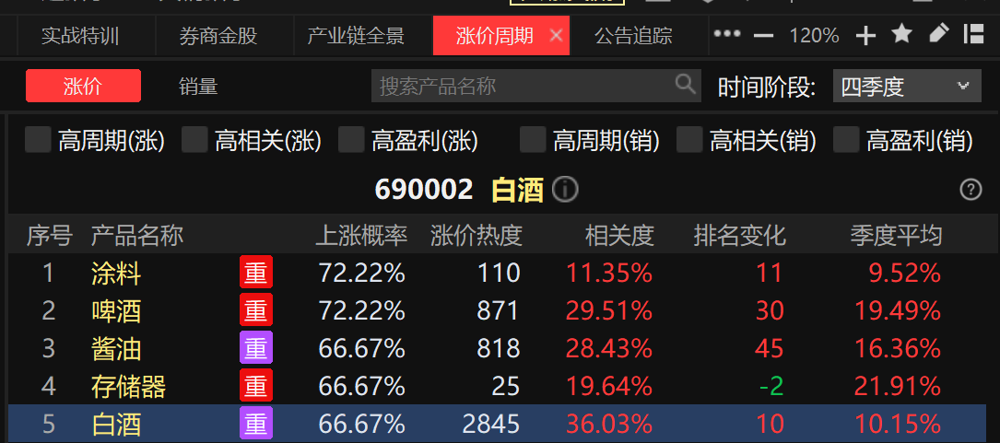 实战特训 券商金股 产业链全景 涨价周期 × 公告追踪 ••• — 120% +
涨价 销量 搜索产品名称 时间阶段: 四季度
高周期(涨) 高相关(涨) 高盈利(涨) 高周期(销) 高相关(销) 高盈利(销)
690002 白酒
序号 产品名称 上涨概率 涨价热度 相关度 排名变化 季度平均
1 涂料 重 72.22% 110 11.35% 11 9.52%
2 啤酒 重 72.22% 871 29.51% 30 19.49%
3 酱油 重 66.67% 818 28.43% 45 16.36%
4 存储器 重 66.67% 25 19.64% -2 21.91%
5 白酒 重 66.67% 2845 36.03% 10 10.15%